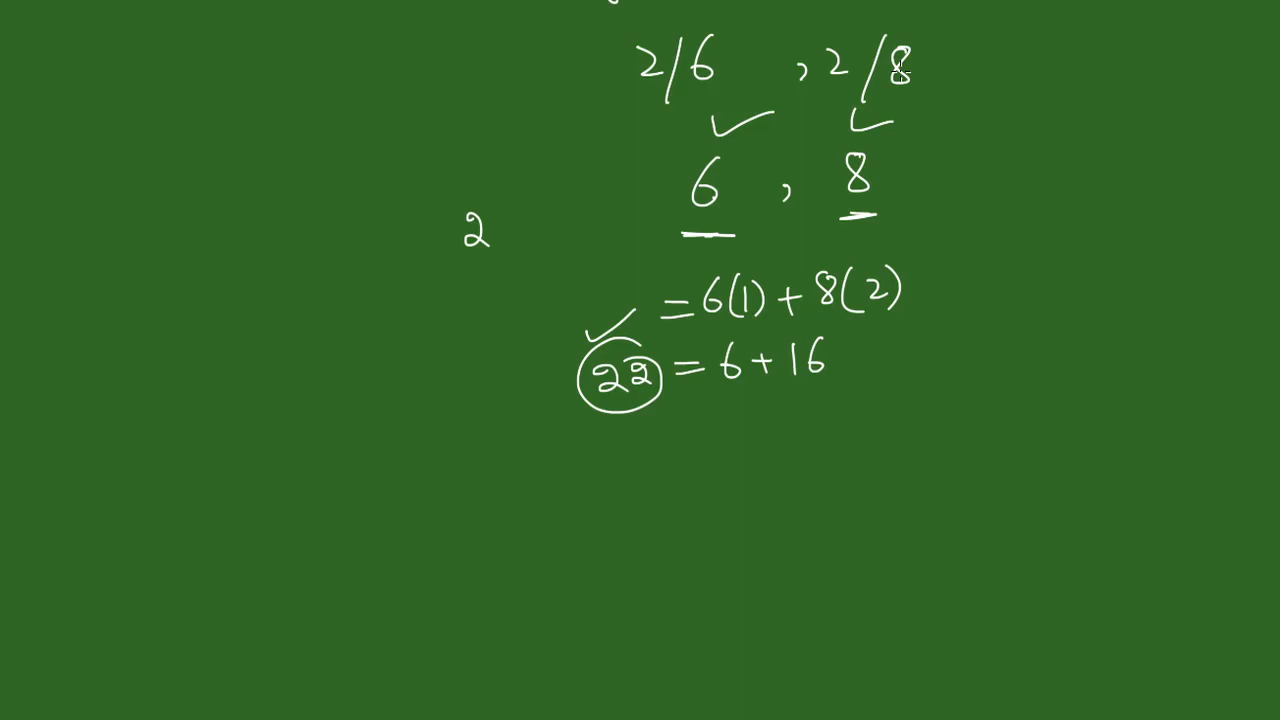 2/6 , 2/8
6 , 8
2
= 6(1) + 8(2)
22 = 6 + 16